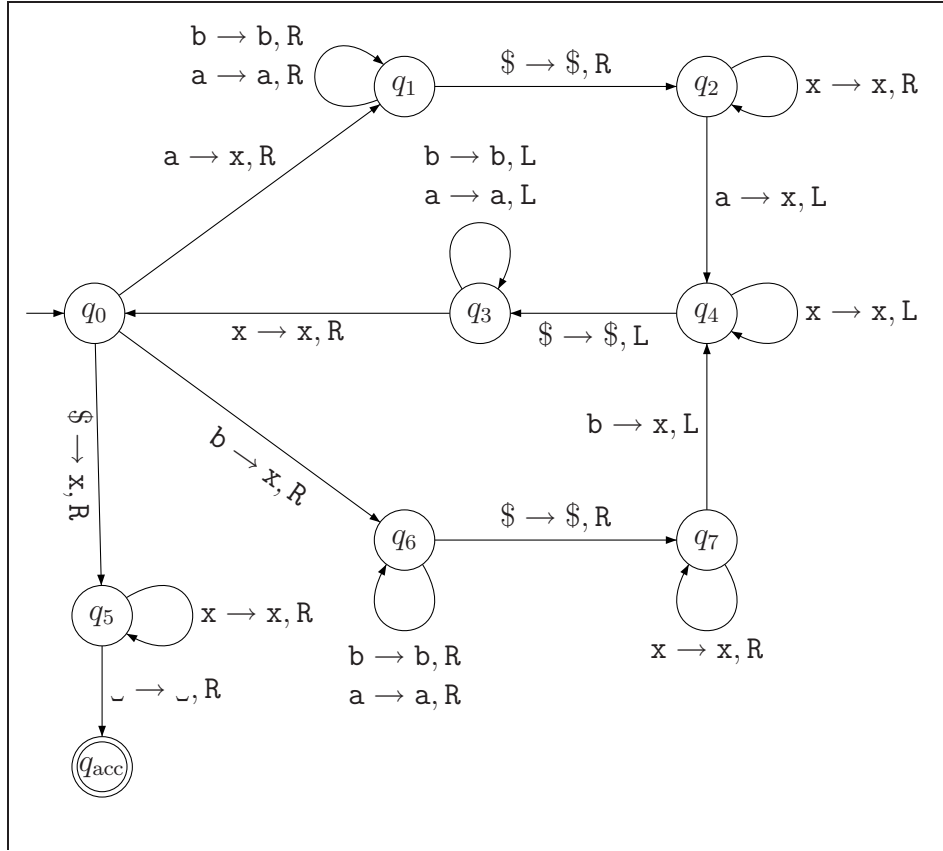 b → b, R
a → a, R
q₁
$ → $, R
q₂
x → x, R
a → x, R
b → b, L
a → a, L
a → x, L
q₀
x → x, R
q₃
$ → $, L
q₄
x → x, L
$ → x, R
b → x, R
b → x, L
q₆
$ → $, R
q₇
q₅
x → x, R
b → b, R
a → a, R
x → x, R
␣ → ␣, R
qacc